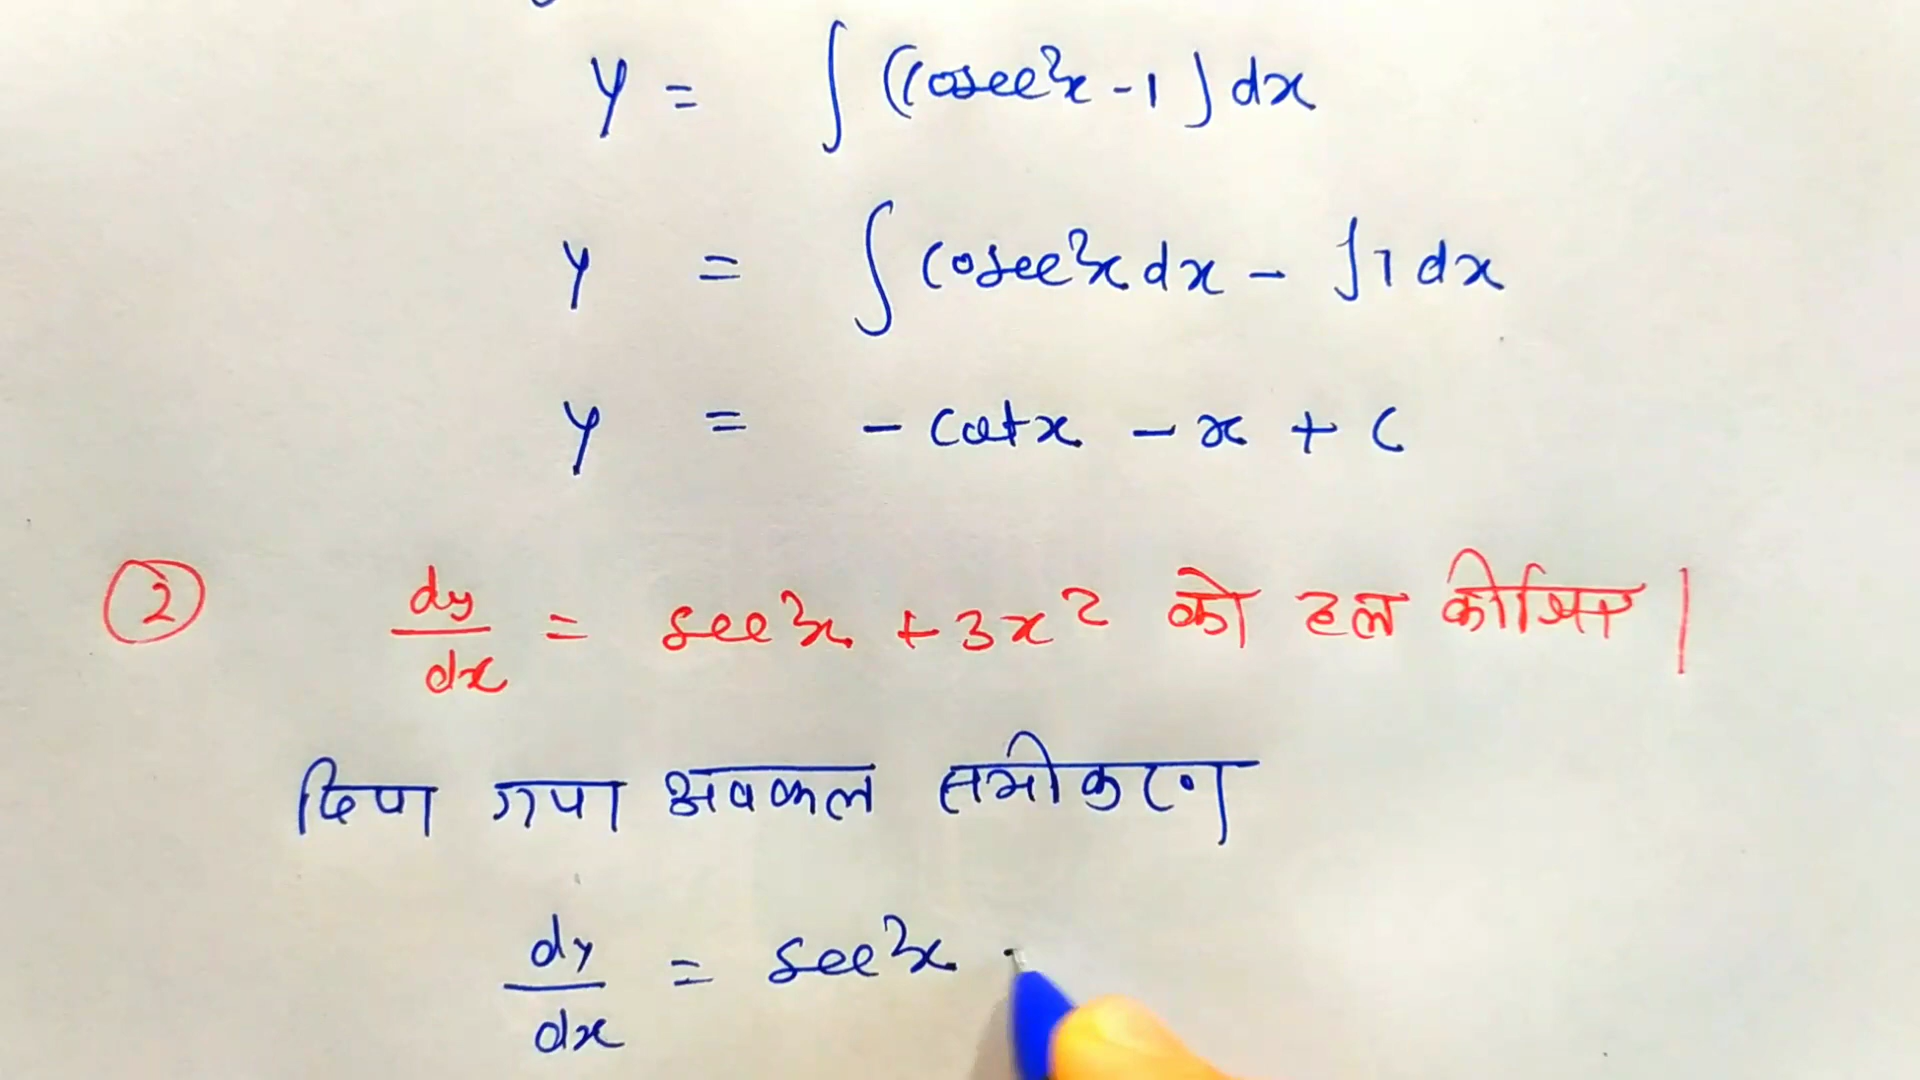 y = ∫ (cosec²x - 1) dx
y = ∫ cosec²x dx - ∫ 1 dx
y = - cotx - x + c
② dy/dx = sec²x + 3x² को हल कीजिए।
दिया गया अवकल समीकरण
dy/dx = sec²x